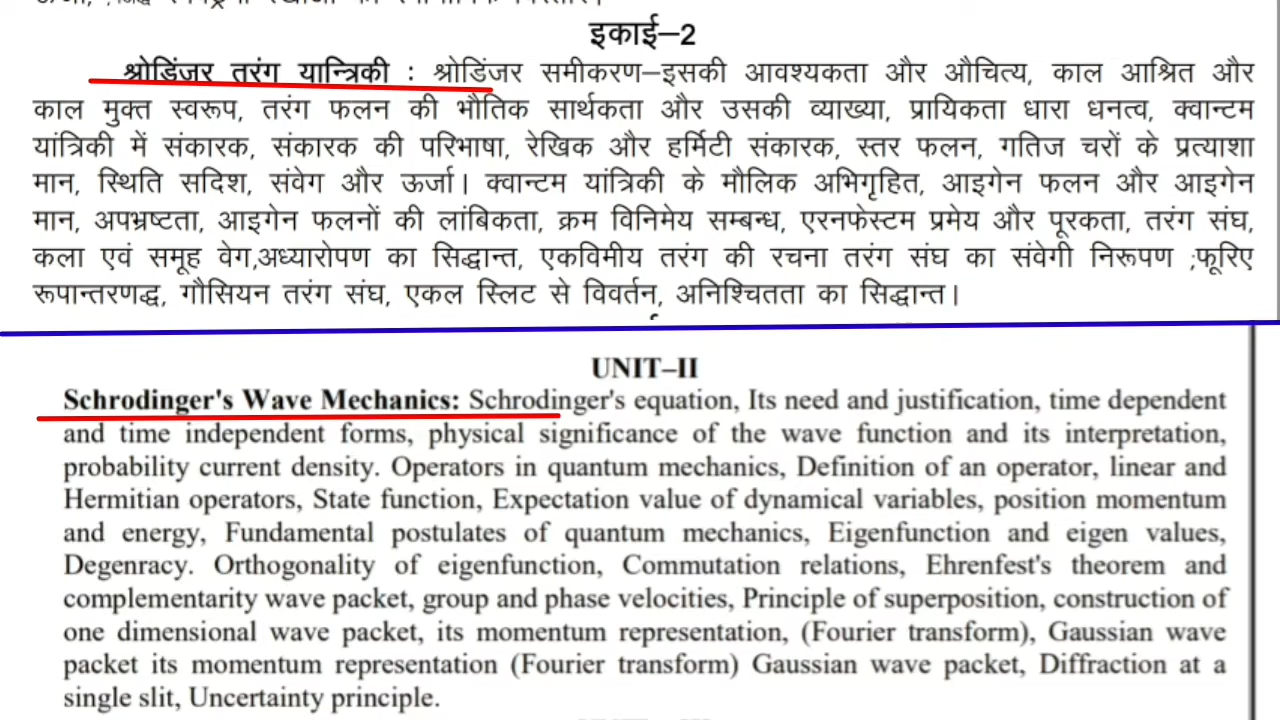 इकाई–2
श्रोडिंजर तरंग यान्त्रिकी : श्रोडिंजर समीकरण–इसकी आवश्यकता और औचित्य, काल आश्रित और
काल मुक्त स्वरूप, तरंग फलन की भौतिक सार्थकता और उसकी व्याख्या, प्रायिकता धारा धनत्व, क्वान्टम
यांत्रिकी में संकारक, संकारक की परिभाषा, रेखिक और हर्मिटी संकारक, स्तर फलन, गतिज चरों के प्रत्याशा
मान, स्थिति सदिश, संवेग और ऊर्जा। क्वान्टम यांत्रिकी के मौलिक अभिगृहित, आइगेन फलन और आइगेन
मान, अपभ्रष्टता, आइगेन फलनों की लांबिकता, क्रम विनिमेय सम्बन्ध, एरनफेस्टम प्रमेय और पूरकता, तरंग संघ,
कला एवं समूह वेग,अध्यारोपण का सिद्धान्त, एकविमीय तरंग की रचना तरंग संघ का संवेगी निरूपण ;फूरिए
रूपान्तरणद्ध, गौसियन तरंग संघ, एकल स्लिट से विवर्तन, अनिश्चितता का सिद्धान्त।
UNIT–II
Schrodinger's Wave Mechanics: Schrodinger's equation, Its need and justification, time dependent
and time independent forms, physical significance of the wave function and its interpretation,
probability current density. Operators in quantum mechanics, Definition of an operator, linear and
Hermitian operators, State function, Expectation value of dynamical variables, position momentum
and energy, Fundamental postulates of quantum mechanics, Eigenfunction and eigen values,
Degenracy. Orthogonality of eigenfunction, Commutation relations, Ehrenfest's theorem and
complementarity wave packet, group and phase velocities, Principle of superposition, construction of
one dimensional wave packet, its momentum representation, (Fourier transform), Gaussian wave
packet its momentum representation (Fourier transform) Gaussian wave packet, Diffraction at a
single slit, Uncertainty principle.